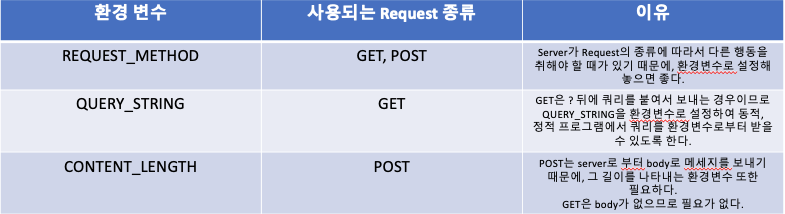 환경 변수 사용되는 Request 종류 이유
REQUEST_METHOD GET, POST
Server가 Request의 종류에 따라서 다른 행동을
취해야 할 때가 있기 때문에, 환경변수로 설정해
놓으면 좋다.
QUERY_STRING GET
GET은 ? 뒤에 쿼리를 붙여서 보내는 경우이므로
QUERY_STRING을 환경변수로 설정하여 동적,
정적 프로그램에서 쿼리를 환경변수로부터 받을
수 있도록 한다.
CONTENT_LENGTH POST
POST는 server로 부터 body로 메세지를 보내기
때문에, 그 길이를 나타내는 환경변수 또한
필요하다.
GET은 body가 없으므로 필요가 없다.